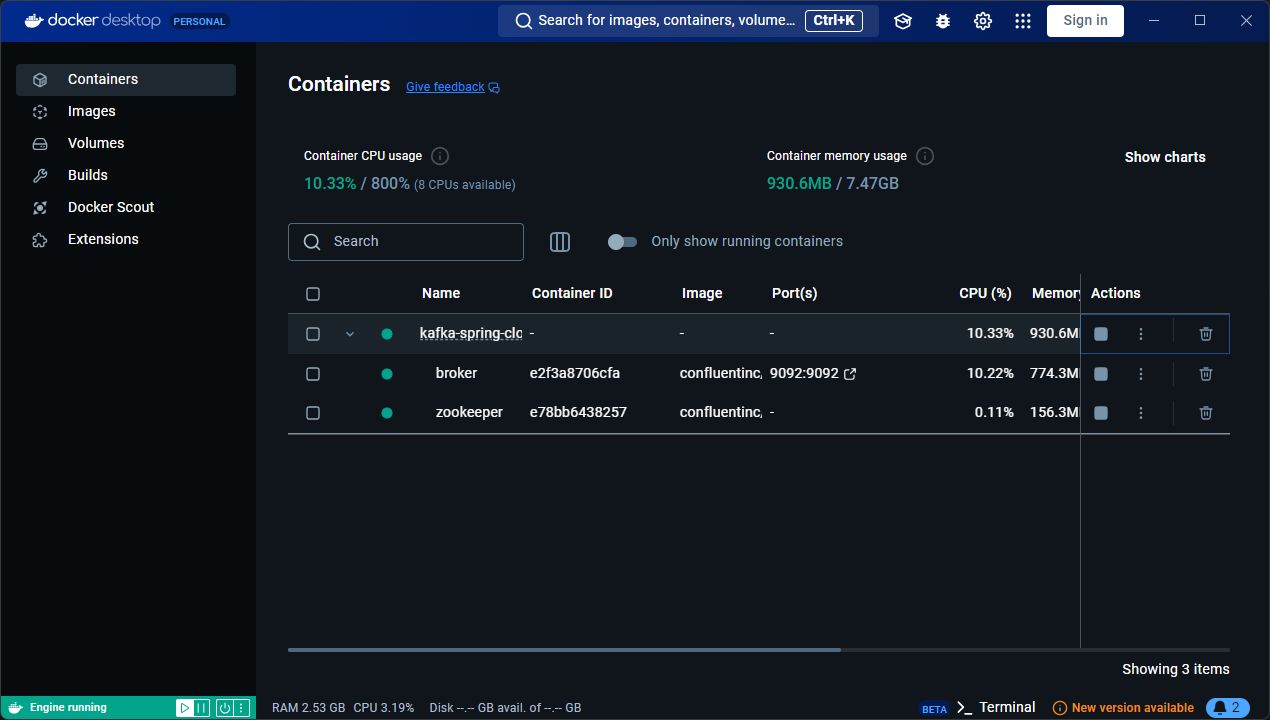 docker desktop PERSONAL Search for images, containers, volume... Ctrl+K Sign in
Containers
Images
Volumes
Builds
Docker Scout
Extensions
Containers Give feedback
Container CPU usage Container memory usage Show charts
10.33% / 800% (8 CPUs available) 930.6MB / 7.47GB
Search Only show running containers
Name Container ID Image Port(s) CPU (%) Memory Actions
kafka-spring-clo - - - 10.33% 930.6M
broker e2f3a8706cfa confluentinc, 9092:9092 10.22% 774.3M
zookeeper e78bb6438257 confluentinc, - 0.11% 156.3M
Showing 3 items
Engine running RAM 2.53 GB CPU 3.19% Disk --.-- GB avail. of --.-- GB BETA >_ Terminal New version available 2